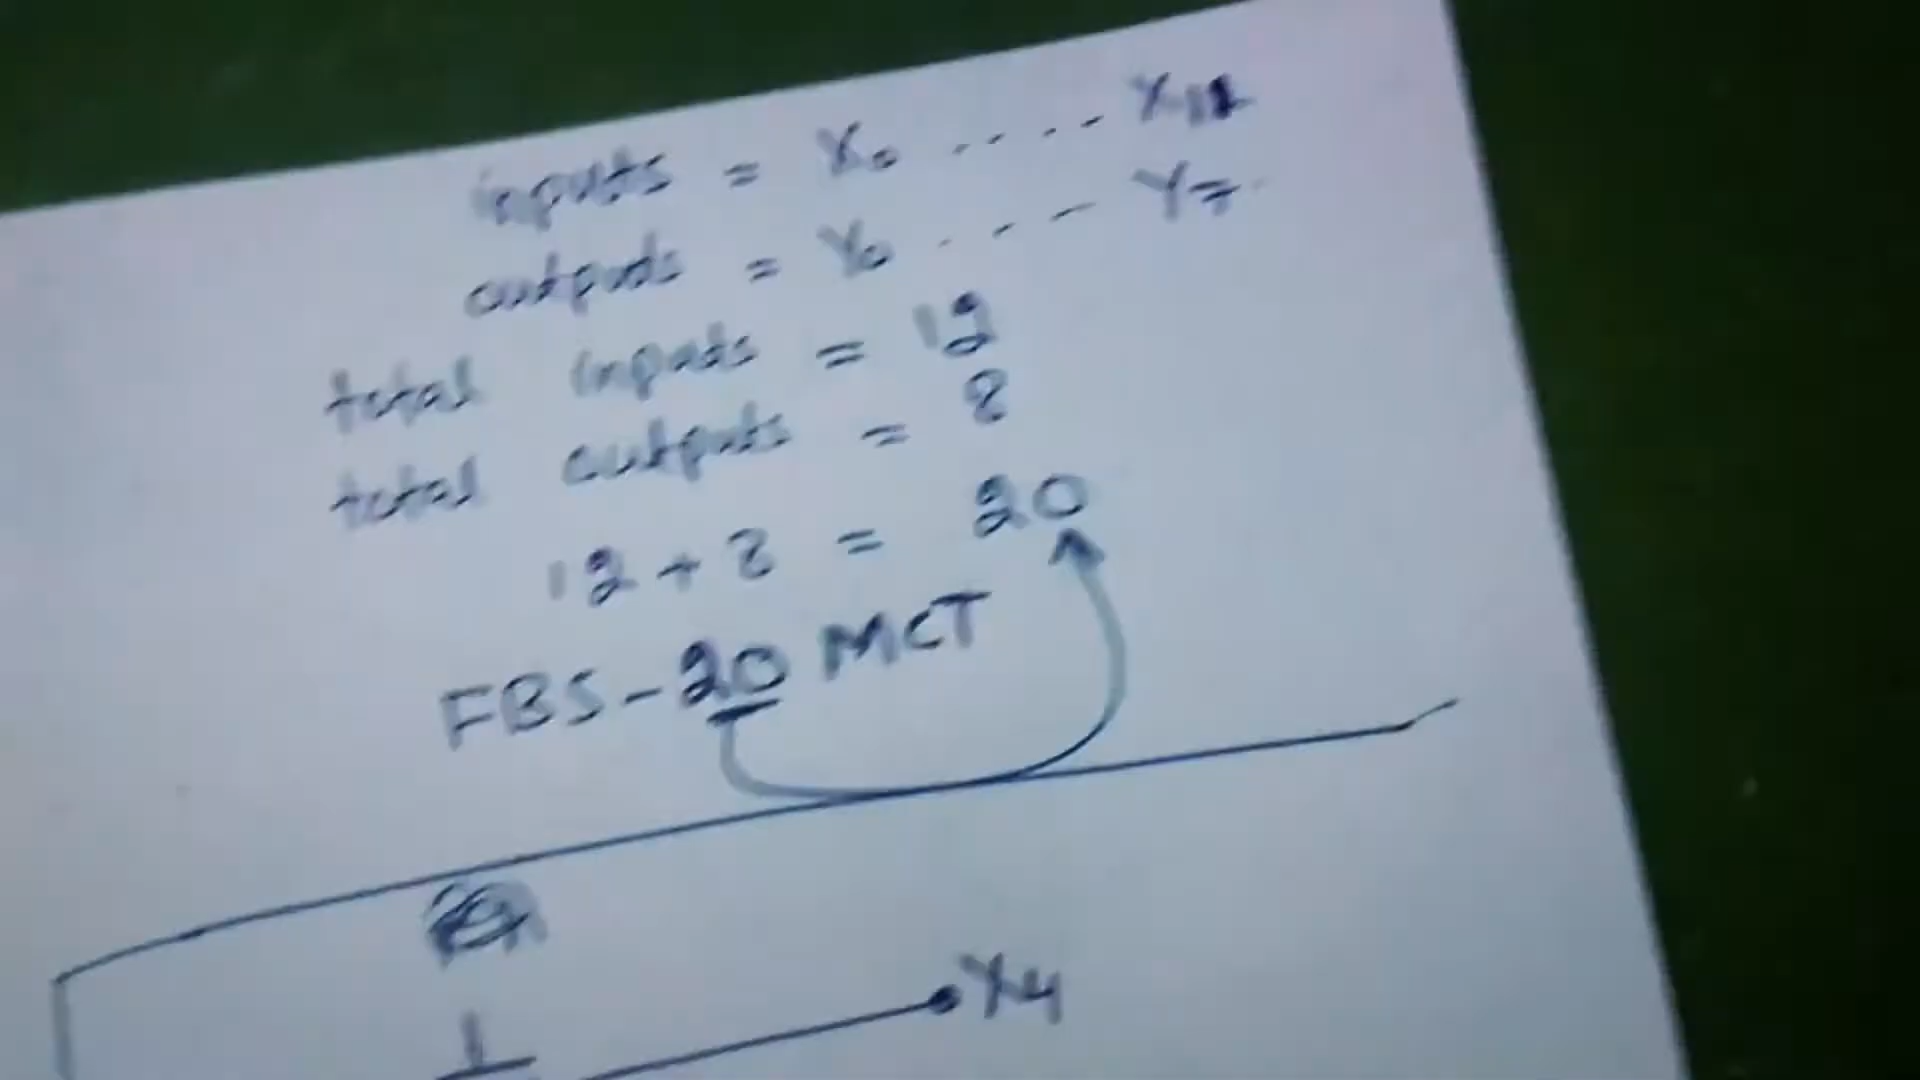 inputs = X0 .... X11
outputs = Y0 .... Y7
total inputs = 12
total outputs = 8
12 + 8 = 20
FBS-20 MCT
X4
1